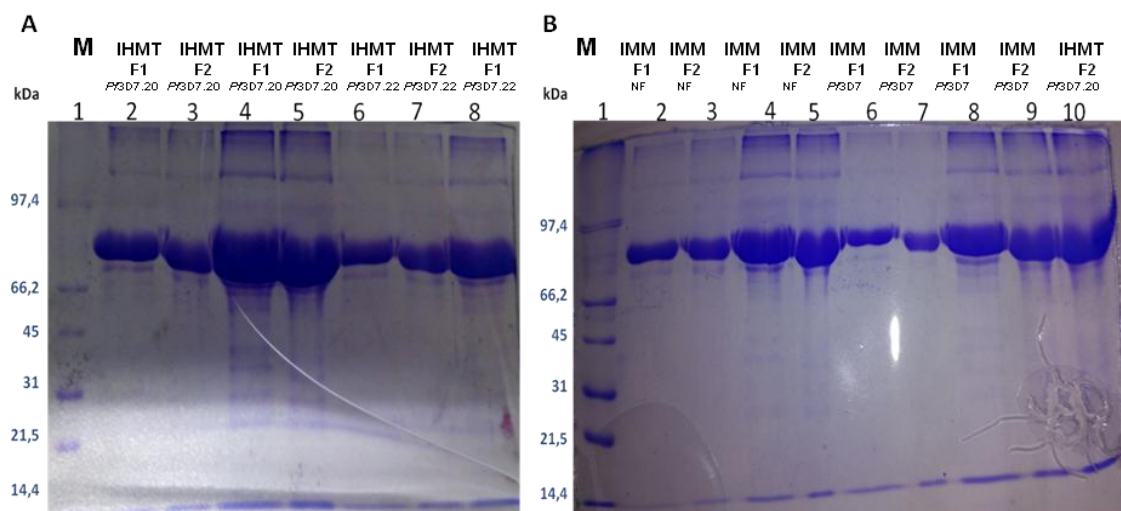 A
M IHMT IHMT IHMT IHMT IHMT IHMT IHMT
F1 F2 F1 F2 F1 F2 F1
kDa Pf3D7.20 Pf3D7.20 Pf3D7.20 Pf3D7.20 Pf3D7.22 Pf3D7.22 Pf3D7.22
1 2 3 4 5 6 7 8
97,4
66,2
45
31
21,5
14,4
B
M IMM IMM IMM IMM IMM IMM IMM IMM IHMT
F1 F2 F1 F2 F1 F2 F1 F2 F2
kDa NF NF NF NF Pf3D7 Pf3D7 Pf3D7 Pf3D7 Pf3D7.20
1 2 3 4 5 6 7 8 9 10
97,4
66,2
45
31
21,5
14,4